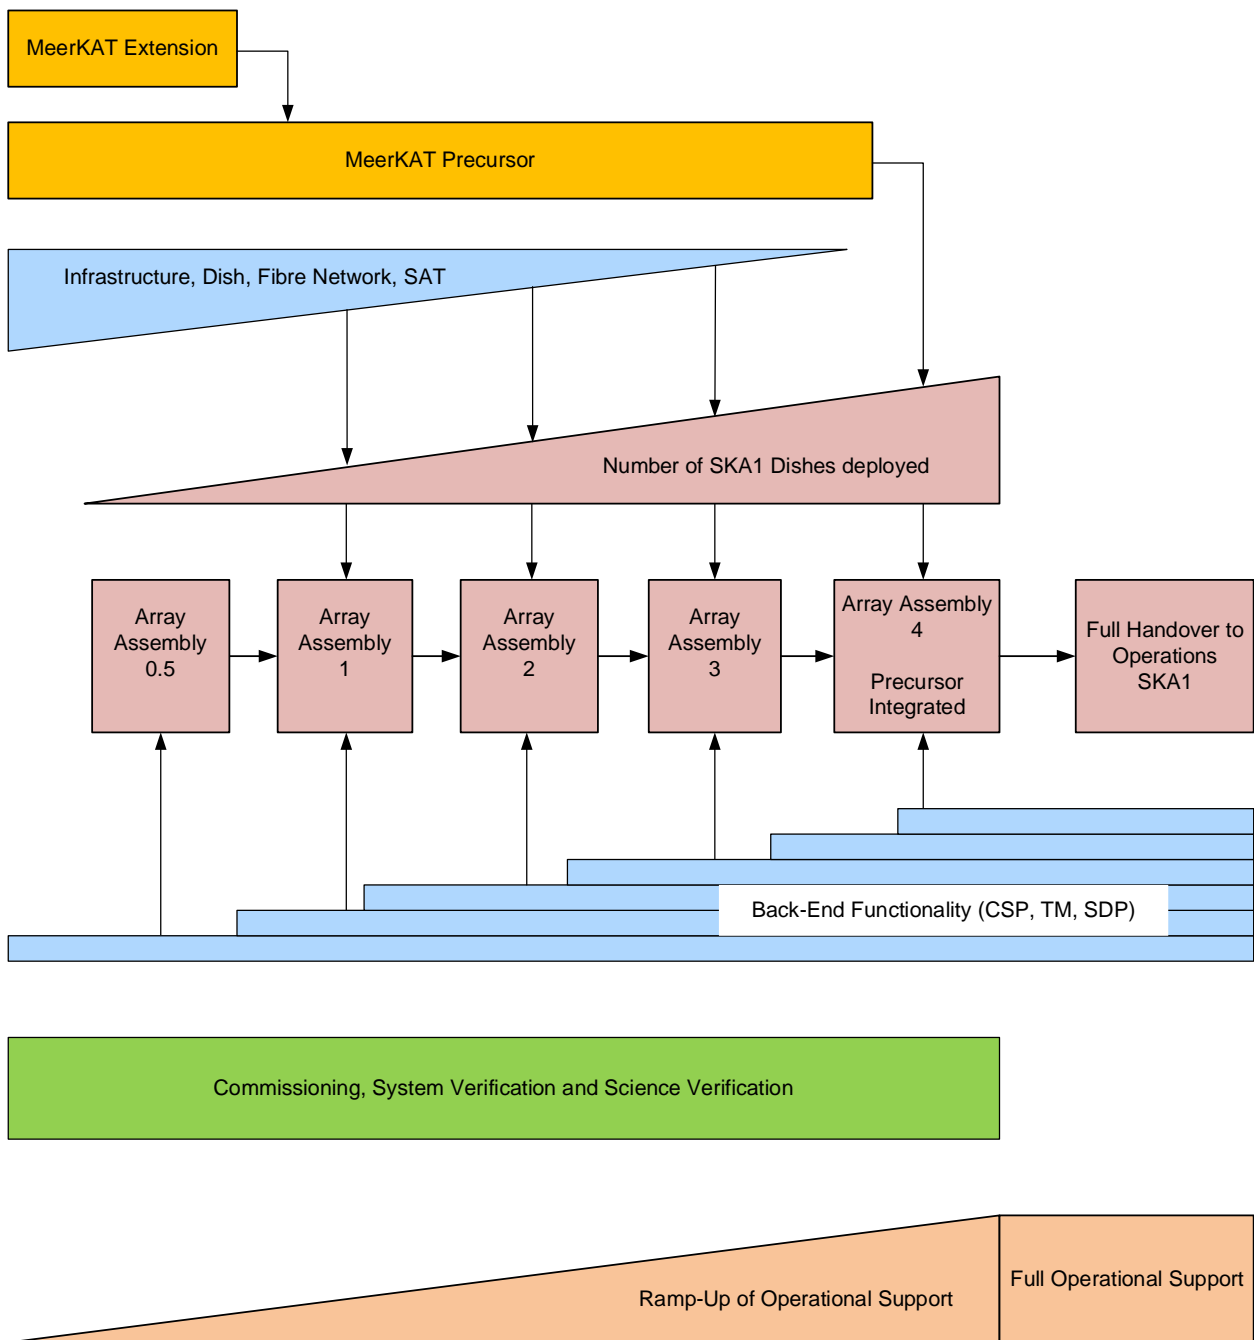 MeerKAT Extension
MeerKAT Precursor
Infrastructure, Dish, Fibre Network, SAT
Number of SKA1 Dishes deployed
Array
Assembly
0.5
Array
Assembly
1
Array
Assembly
2
Array
Assembly
3
Array Assembly
4
Precursor
Integrated
Full Handover to
Operations
SKA1
Back-End Functionality (CSP, TM, SDP)
Commissioning, System Verification and Science Verification
Ramp-Up of Operational Support
Full Operational Support